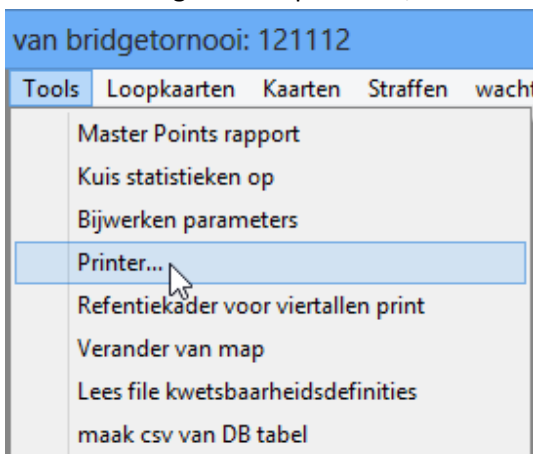 van bridgetornooi: 121112
Tools Loopkaarten Kaarten Straffen wacht
Master Points rapport
Kuis statistieken op
Bijwerken parameters
Printer...
Refentiekader voor viertallen print
Verander van map
Lees file kwetsbaarheidsdefinities
maak csv van DB tabel